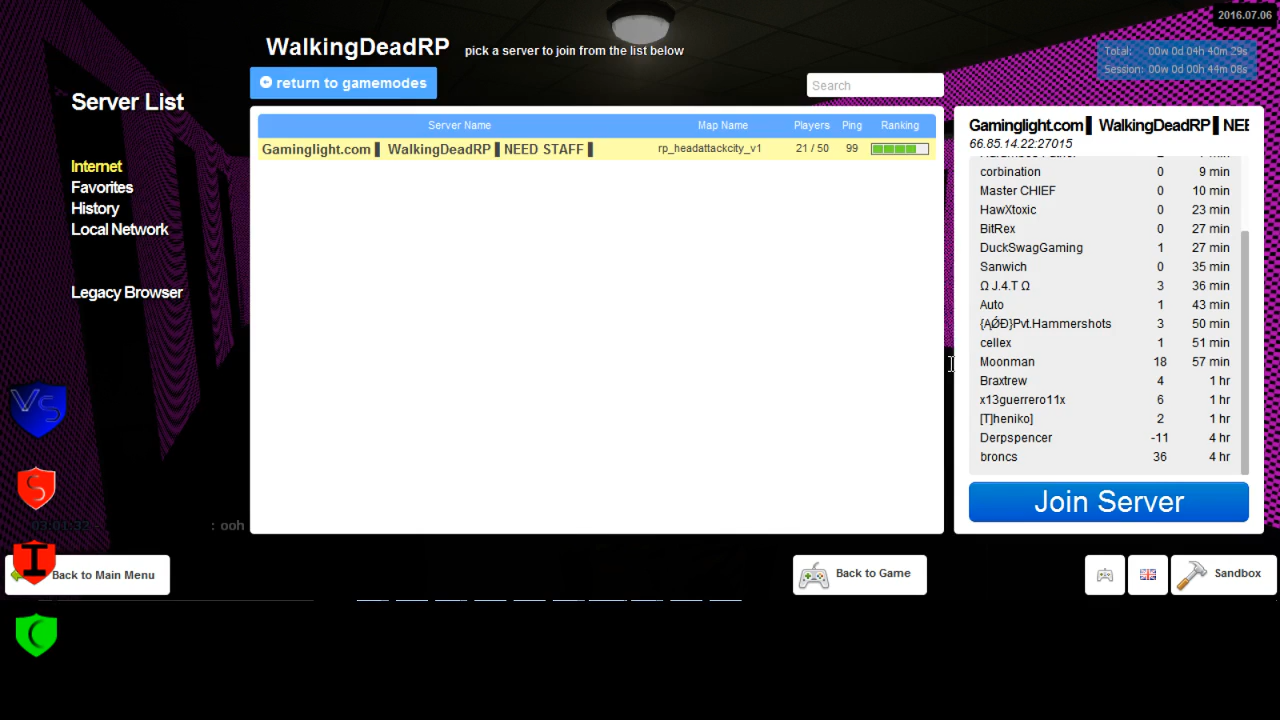 2016.07.06
WalkingDeadRP pick a server to join from the list below
Total: 00w 0d 04h 40m 29s
Session: 00w 0d 00h 44m 08s
return to gamemodes
Search
Server List
Internet
Favorites
History
Local Network
Legacy Browser
Server Name Map Name Players Ping Ranking
Gaminglight.com ▌ WalkingDeadRP ▌NEED STAFF ▌ rp_headattackcity_v1 21 / 50 99
Gaminglight.com ▌ WalkingDeadRP ▌NEE
66.85.14.22:27015
corbination 0 9 min
Master CHIEF 0 10 min
HawXtoxic 0 23 min
BitRex 0 27 min
DuckSwagGaming 1 27 min
Sanwich 0 35 min
Ω J.4.T Ω 3 36 min
Auto 1 43 min
{ĄǾĐ}Pvt.Hammershots 3 50 min
cellex 1 51 min
Moonman 18 57 min
Braxtrew 4 1 hr
x13guerrero11x 6 1 hr
[T]heniko] 2 1 hr
Derpspencer -11 4 hr
broncs 36 4 hr
Join Server
VS
S
03:01:32 : ooh
I
Back to Main Menu
Back to Game
Sandbox
C